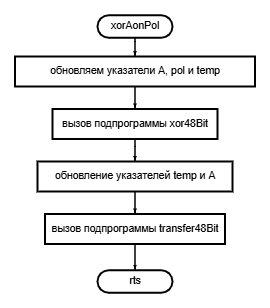 xorAonPol
обновляем указатели A, pol и temp
вызов подпрограммы xor48Bit
обновление указателей temp и A
вызов подпрограммы transfer48Bit
rts